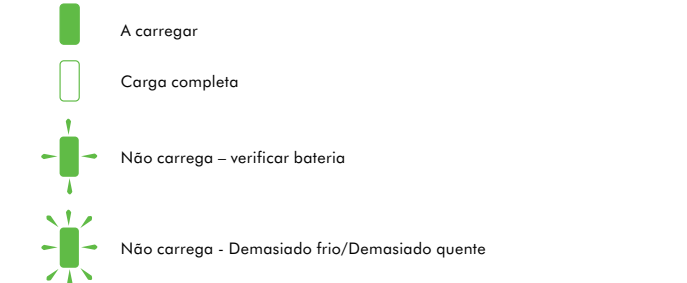 A carregar
Carga completa
Não carrega – verificar bateria
Não carrega - Demasiado frio/Demasiado quente